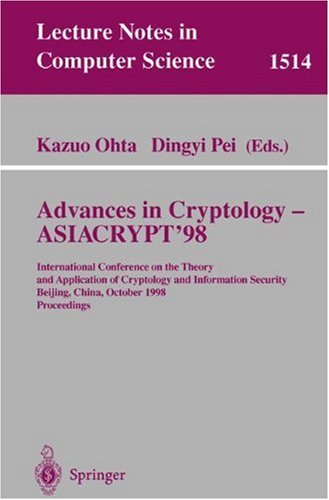 Lecture Notes in
Computer Science 1514
Kazuo Ohta Dingyi Pei (Eds.)
Advances in Cryptology –
ASIACRYPT'98
International Conference on the Theory
and Application of Cryptology and Information Security
Beijing, China, October 1998
Proceedings
Springer